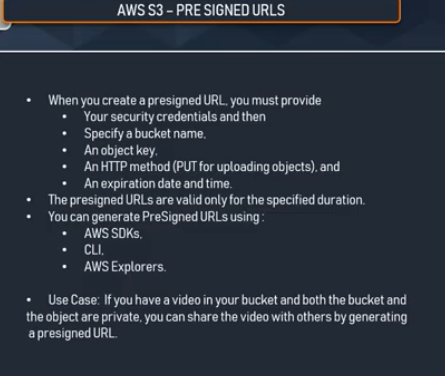 AWS S3 – PRE SIGNED URLS
• When you create a presigned URL, you must provide
• Your security credentials and then
• Specify a bucket name,
• An object key,
• An HTTP method (PUT for uploading objects), and
• An expiration date and time.
• The presigned URLs are valid only for the specified duration.
• You can generate PreSigned URLs using :
• AWS SDKs,
• CLI,
• AWS Explorers.
• Use Case: If you have a video in your bucket and both the bucket and
the object are private, you can share the video with others by generating
a presigned URL.